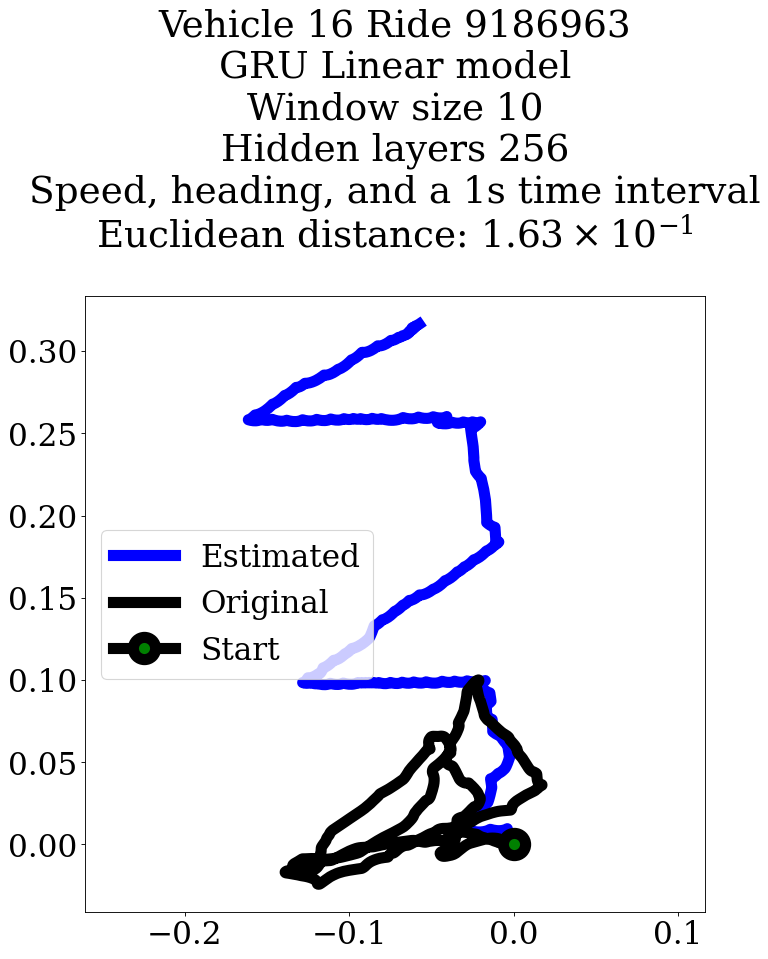 Vehicle 16 Ride 9186963
GRU Linear model
Window size 10
Hidden layers 256
Speed, heading, and a 1s time interval
Euclidean distance: 1.63 × 10⁻¹
0.30
0.25
0.20
0.15
0.10
0.05
0.00
Estimated
Original
Start
−0.2
−0.1
0.0
0.1